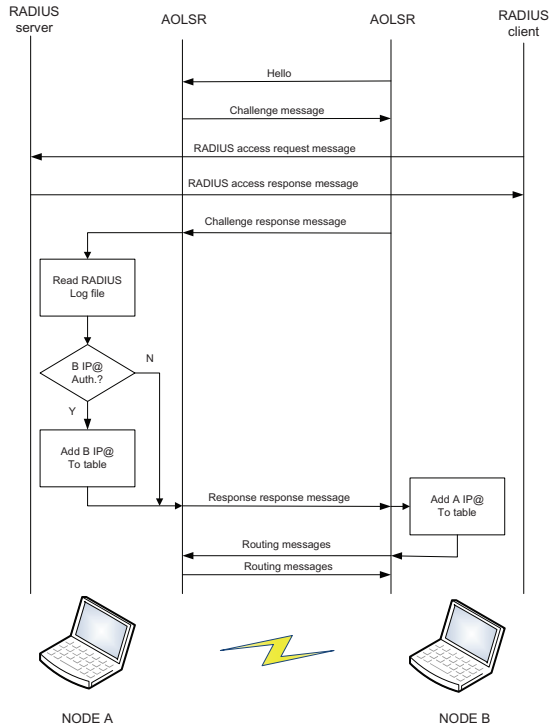 RADIUS
server
AOLSR
AOLSR
RADIUS
client
Hello
Challenge message
RADIUS access request message
RADIUS access response message
Challenge response message
Read RADIUS
Log file
B IP@
Auth.?
N
Y
Add B IP@
To table
Response response message
Add A IP@
To table
Routing messages
Routing messages
NODE A
NODE B